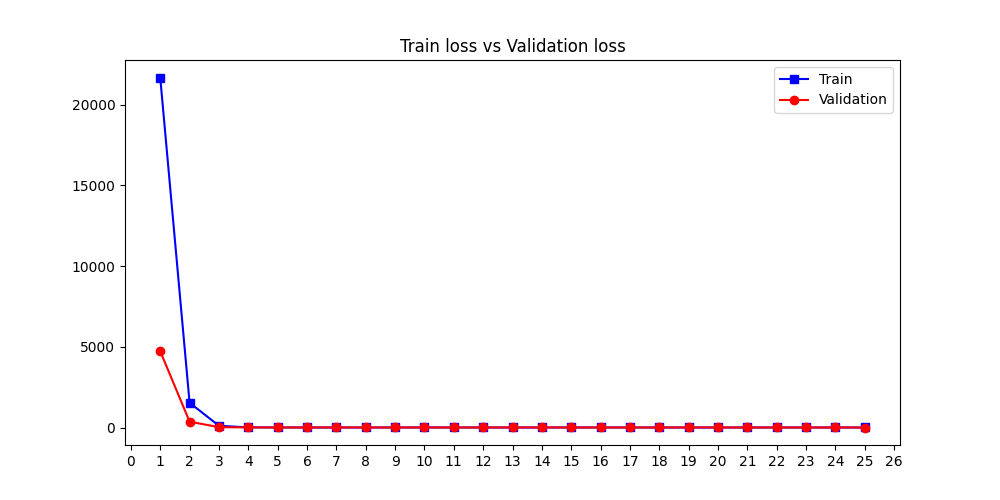 Train loss vs Validation loss
Train
Validation
20000
15000
10000
5000
0
0 1 2 3 4 5 6 7 8 9 10 11 12 13 14 15 16 17 18 19 20 21 22 23 24 25 26